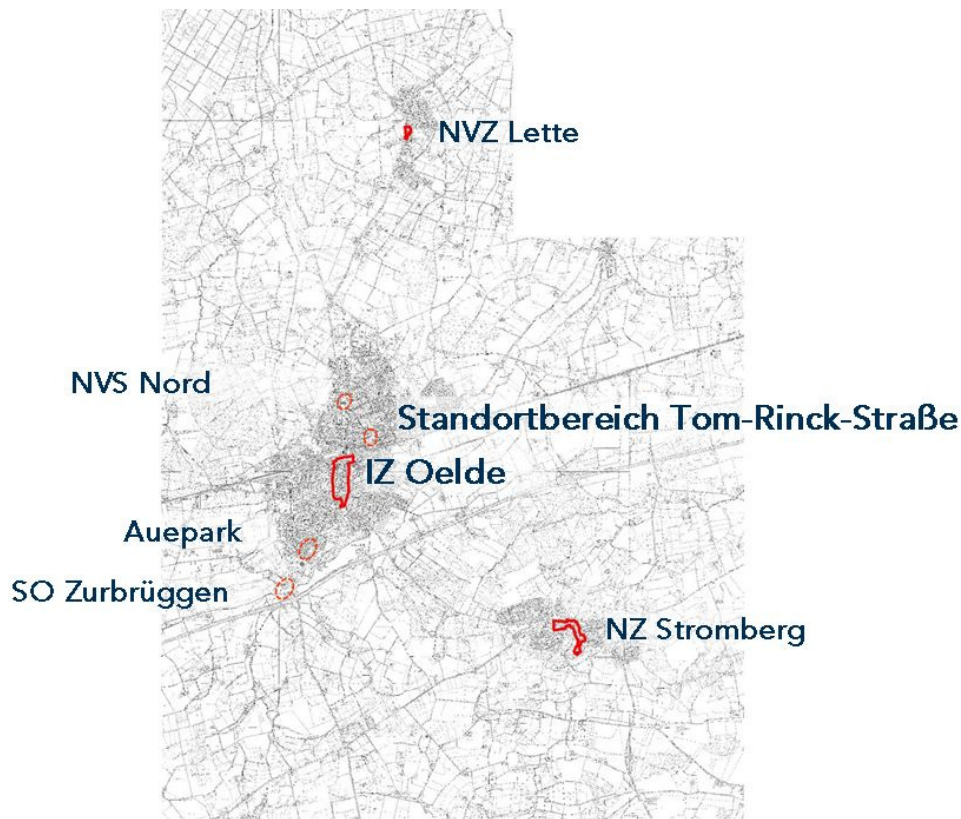 NVZ Lette
NVS Nord
Standortbereich Tom-Rinck-Straße
IZ Oelde
Auepark
SO Zurbrüggen
NZ Stromberg